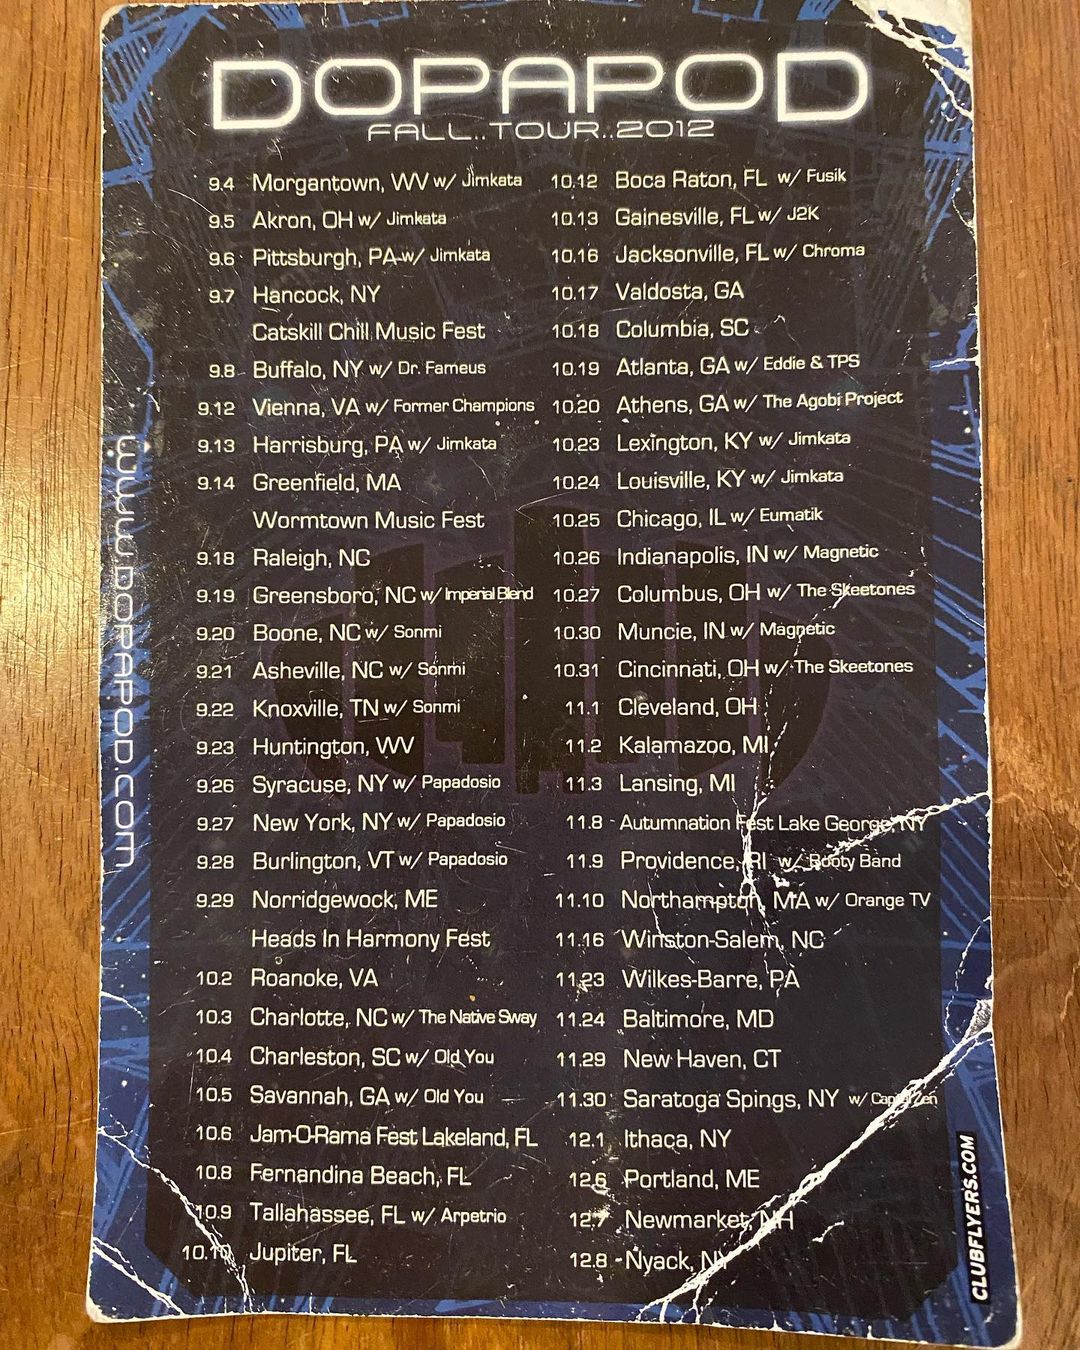 DOPAPOD
FALL..TOUR..2012
9.4 Morgantown, WV w/ Jimkata
9.5 Akron, OH w/ Jimkata
9.6 Pittsburgh, PA w/ Jimkata
9.7 Hancock, NY
Catskill Chill Music Fest
9.8 Buffalo, NY w/ Dr. Fameus
9.12 Vienna, VA w/ Former Champions
9.13 Harrisburg, PA w/ Jimkata
9.14 Greenfield, MA
Wormtown Music Fest
9.18 Raleigh, NC
9.19 Greensboro, NC w/ Imperial Blend
9.20 Boone, NC w/ Sonmi
9.21 Asheville, NC w/ Sonmi
9.22 Knoxville, TN w/ Sonmi
9.23 Huntington, WV
9.26 Syracuse, NY w/ Papadosio
9.27 New York, NY w/ Papadosio
9.28 Burlington, VT w/ Papadosio
9.29 Norridgewock, ME
Heads In Harmony Fest
10.2 Roanoke, VA
10.3 Charlotte, NC w/ The Native Sway
10.4 Charleston, SC w/ Old You
10.5 Savannah, GA w/ Old You
10.6 Jam-O-Rama Fest Lakeland, FL
10.8 Fernandina Beach, FL
10.9 Tallahassee, FL w/ Arpetrio
10.10 Jupiter, FL
10.12 Boca Raton, FL w/ Fusik
10.13 Gainesville, FL w/ J2K
10.16 Jacksonville, FL w/ Chroma
10.17 Valdosta, GA
10.18 Columbia, SC
10.19 Atlanta, GA w/ Eddie & TPS
10.20 Athens, GA w/ The Agobi Project
10.23 Lexington, KY w/ Jimkata
10.24 Louisville, KY w/ Jimkata
10.25 Chicago, IL w/ Eumatik
10.26 Indianapolis, IN w/ Magnetic
10.27 Columbus, OH w/ The Skeetones
10.30 Muncie, IN w/ Magnetic
10.31 Cincinnati, OH w/ The Skeetones
11.1 Cleveland, OH
11.2 Kalamazoo, MI
11.3 Lansing, MI
11.8 Autumnation Fest Lake George, NY
11.9 Providence, RI w/ Booty Band
11.10 Northampton, MA w/ Orange TV
11.16 Winston-Salem, NC
11.23 Wilkes-Barre, PA
11.24 Baltimore, MD
11.29 New Haven, CT
11.30 Saratoga Spings, NY w/ Capital Zen
12.1 Ithaca, NY
12.6 Portland, ME
12.7 Newmarket, NH
12.8 Nyack, NY
WWW.DOPAPOD.COM
CLUBFLYERS.COM